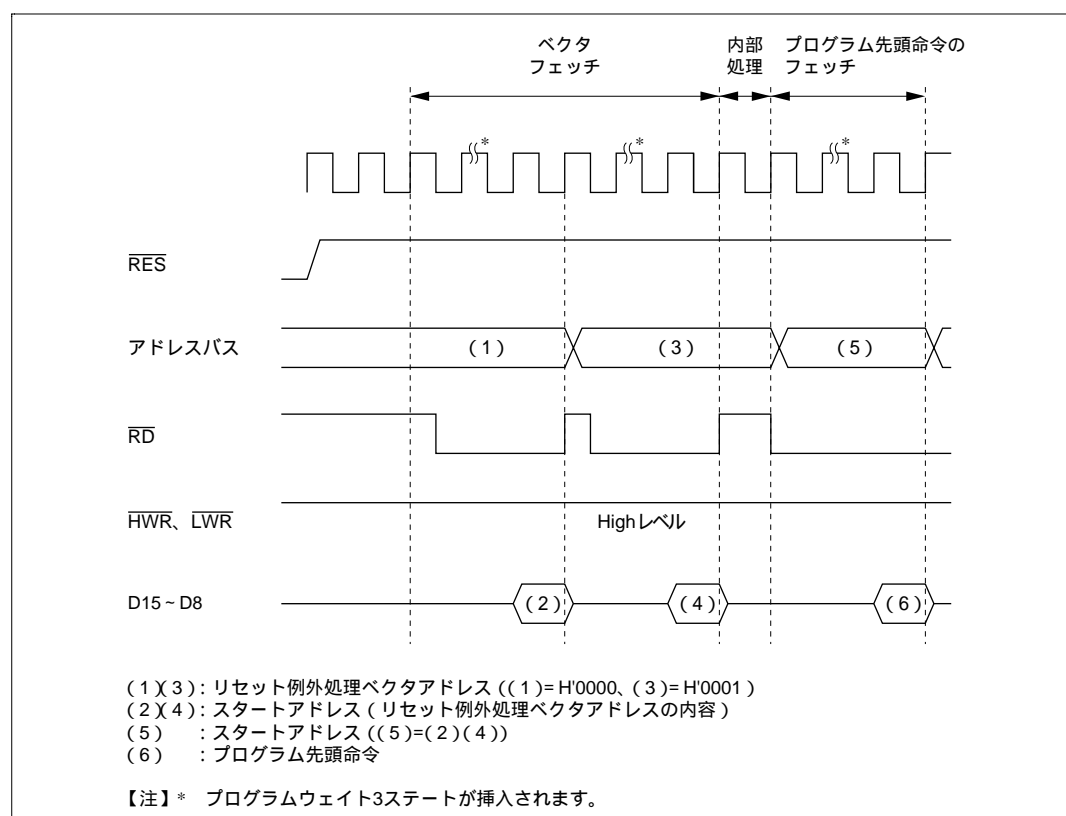 ベクタ
フェッチ
内部
処理
プログラム先頭命令の
フェッチ
*
*
*
RES
アドレスバス
(1)
(3)
(5)
RD
HWR、LWR
Highレベル
D15~D8
(2)
(4)
(6)
(1)(3):リセット例外処理ベクタアドレス((1)=H'0000、(3)=H'0001)
(2)(4):スタートアドレス(リセット例外処理ベクタアドレスの内容)
(5) :スタートアドレス((5)=(2)(4))
(6) :プログラム先頭命令
【注】* プログラムウェイト3ステートが挿入されます。